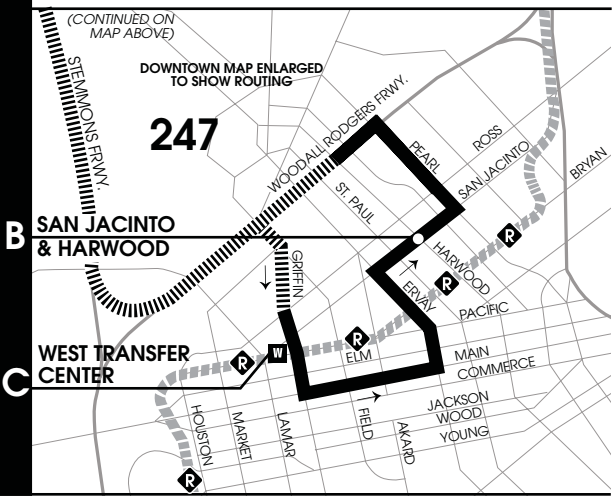 (CONTINUED ON
MAP ABOVE)
DOWNTOWN MAP ENLARGED
TO SHOW ROUTING
247
STEMMONS FRWY.
WOODALL RODGERS FRWY.
PEARL
ROSS
SAN JACINTO
BRYAN
ST. PAUL
B
SAN JACINTO
& HARWOOD
HARWOOD
R
R
GRIFFIN
ERVAY
PACIFIC
C
WEST TRANSFER
CENTER
R
W
R
ELM
MAIN
COMMERCE
JACKSON
WOOD
YOUNG
HOUSTON
MARKET
LAMAR
FIELD
AKARD
R